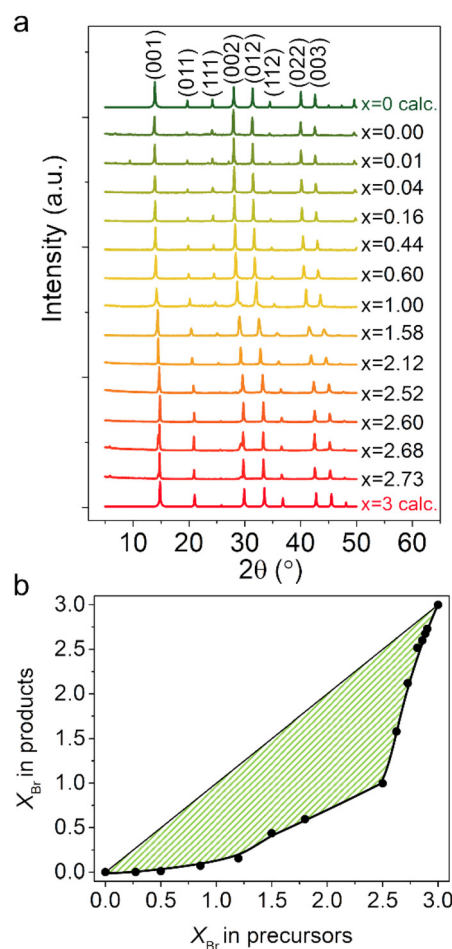 a
(001)
(011)
(111)
(002)
(012)
(112)
(022)
(003)
x=0 calc.
x=0.00
x=0.01
x=0.04
x=0.16
x=0.44
x=0.60
x=1.00
x=1.58
x=2.12
x=2.52
x=2.60
x=2.68
x=2.73
x=3 calc.
Intensity (a.u.)
0 10 20 30 40 50 60
2θ (°)
b
3.0
2.5
2.0
1.5
1.0
0.5
0.0
X_Br in products
0.0 0.5 1.0 1.5 2.0 2.5 3.0
X_Br in precursors